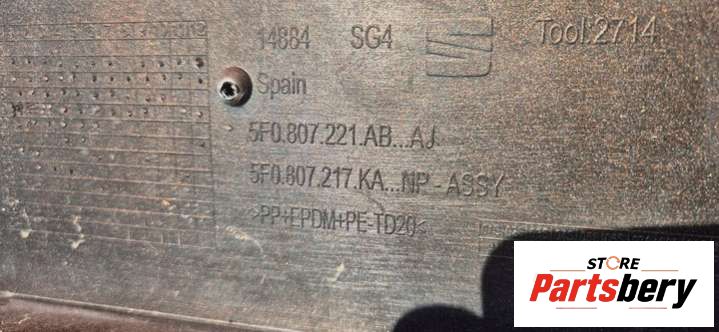 14884 SG4 Tool:2714
Spain
5F0.807.221.AB...AJ
5F0.807.217.KA...NP - ASSY
>PP+EPDM+PE-TD20<
STORE
Partsbery